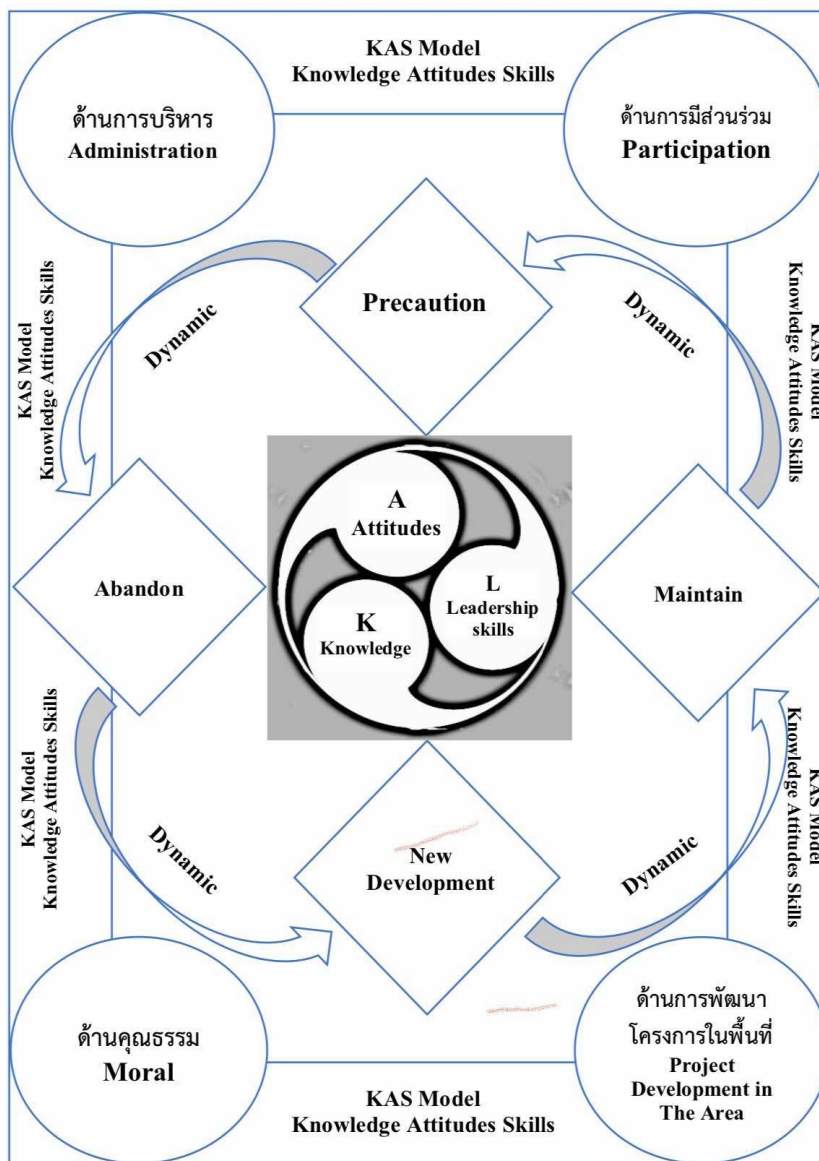 KAS Model
Knowledge Attitudes Skills
ด้านการบริหาร
Administration
ด้านการมีส่วนร่วม
Participation
Precaution
Dynamic
Dynamic
KAS Model
Knowledge Attitudes Skills
KAS Model
Knowledge Attitudes Skills
A
Attitudes
L
Leadership
skills
K
Knowledge
Abandon
Maintain
KAS Model
Knowledge Attitudes Skills
KAS Model
Knowledge Attitudes Skills
New
Development
Dynamic
Dynamic
ด้านคุณธรรม
Moral
ด้านการพัฒนา
โครงการในพื้นที่
Project
Development in
The Area
KAS Model
Knowledge Attitudes Skills